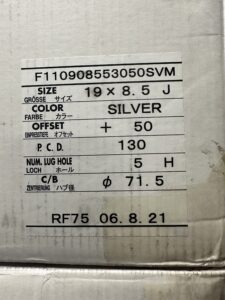 F110908553050SVM
SIZE 19×8.5 J
GRÖSSE サイズ
COLOR SILVER
FARBE カラー
OFFSET + 50
EINPRESSTIEFE オフセット
P.C.D. 130
NUM. LUG HOLE 5 H
LOCH ホール
C/B φ 71.5
ZENTRIERUNG ハブ径
RF75 06.8.21